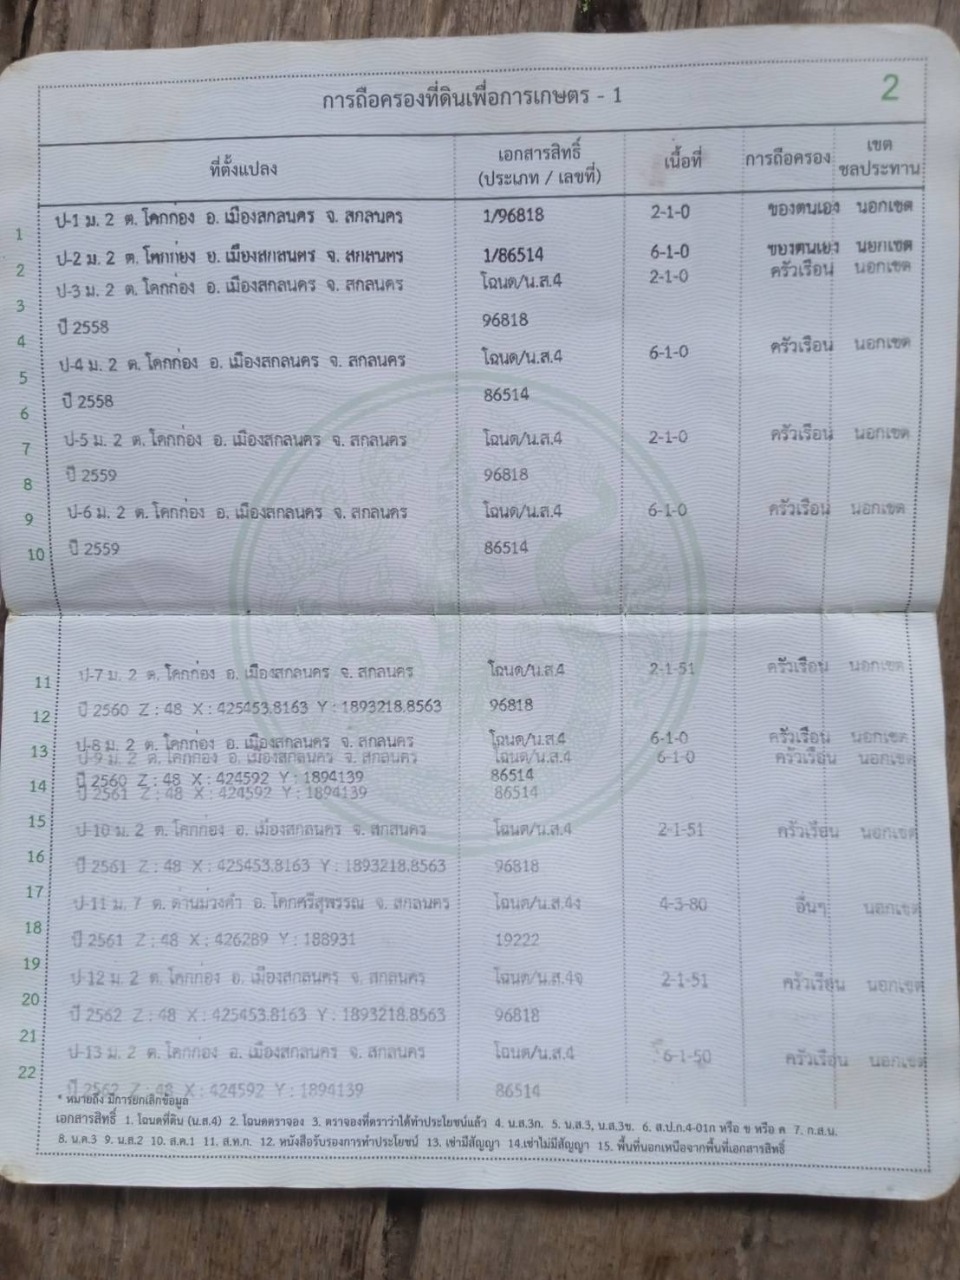 การถือครองที่ดินเพื่อการเกษตร - 1
2
ที่ตั้งแปลง เอกสารสิทธิ์ (ประเภท / เลขที่) เนื้อที่ การถือครอง เขตชลประทาน
1 ป-1 ม. 2 ต. โคกก่อง อ. เมืองสกลนคร จ. สกลนคร 1/96818 2-1-0 ของตนเอง นอกเขต
2 ป-2 ม. 2 ต. โคกก่อง อ. เมืองสกลนคร จ. สกลนคร 1/86514 6-1-0 ของตนเอง นอกเขต
ป-3 ม. 2 ต. โคกก่อง อ. เมืองสกลนคร จ. สกลนคร โฉนด/น.ส.4 2-1-0 ครัวเรือน นอกเขต
3
ปี 2558 96818
4 ป-4 ม. 2 ต. โคกก่อง อ. เมืองสกลนคร จ. สกลนคร โฉนด/น.ส.4 6-1-0 ครัวเรือน นอกเขต
5
ปี 2558 86514
6
ป-5 ม. 2 ต. โคกก่อง อ. เมืองสกลนคร จ. สกลนคร โฉนด/น.ส.4 2-1-0 ครัวเรือน นอกเขต
7
8 ปี 2559 96818
9 ป-6 ม. 2 ต. โคกก่อง อ. เมืองสกลนคร จ. สกลนคร โฉนด/น.ส.4 6-1-0 ครัวเรือน นอกเขต
10 ปี 2559 86514
11 ป-7 ม. 2 ต. โคกก่อง อ. เมืองสกลนคร จ. สกลนคร โฉนด/น.ส.4 2-1-51 ครัวเรือน นอกเขต
12 ปี 2560 Z : 48 X : 425453.8163 Y : 1893218.8563 96818
13 ป-8 ม. 2 ต. โคกก่อง อ. เมืองสกลนคร จ. สกลนคร โฉนด/น.ส.4 6-1-0 ครัวเรือน นอกเขต
ป-9 ม. 2 ต. โคกก่อง อ. เมืองสกลนคร จ. สกลนคร โฉนด/น.ส.4 6-1-0 ครัวเรือน นอกเขต
14 ปี 2560 Z : 48 X : 424592 Y : 1894139 86514
ปี 2561 Z : 48 X : 424592 Y : 1894139 86514
15 ป-10 ม. 2 ต. โคกก่อง อ. เมืองสกลนคร จ. สกลนคร โฉนด/น.ส.4 2-1-51 ครัวเรือน นอกเขต
16 ปี 2561 Z : 48 X : 425453.8163 Y : 1893218.8563 96818
17 ป-11 ม. 7 ต. ด่านม่วงคำ อ. โคกศรีสุพรรณ จ. สกลนคร โฉนด/น.ส.4ง 4-3-80 อื่นๆ นอกเขต
18 ปี 2561 Z : 48 X : 426289 Y : 188931 19222
19 ป-12 ม. 2 ต. โคกก่อง อ. เมืองสกลนคร จ. สกลนคร โฉนด/น.ส.4จ 2-1-51 ครัวเรือน นอกเขต
20 ปี 2562 Z : 48 X : 425453.8163 Y : 1893218.8563 96818
21 ป-13 ม. 2 ต. โคกก่อง อ. เมืองสกลนคร จ. สกลนคร โฉนด/น.ส.4 6-1-50 ครัวเรือน นอกเขต
22 ปี 2562 Z : 48 X : 424592 Y : 1894139 86514
* หมายถึง มีการยกเลิกข้อมูล
เอกสารสิทธิ์ 1. โฉนดที่ดิน (น.ส.4) 2. โฉนดตราจอง 3. ตราจองที่ตราว่าได้ทำประโยชน์แล้ว 4. น.ส.3ก. 5. น.ส.3, น.ส.3ข. 6. ส.ป.ก.4-01ก หรือ ข หรือ ค 7. ก.ส.น.
8. น.ค.3 9. น.ส.2 10. ส.ค.1 11. ส.ท.ก. 12. หนังสือรับรองการทำประโยชน์ 13. เช่ามีสัญญา 14.เช่าไม่มีสัญญา 15. พื้นที่นอกเหนือจากพื้นที่เอกสารสิทธิ์